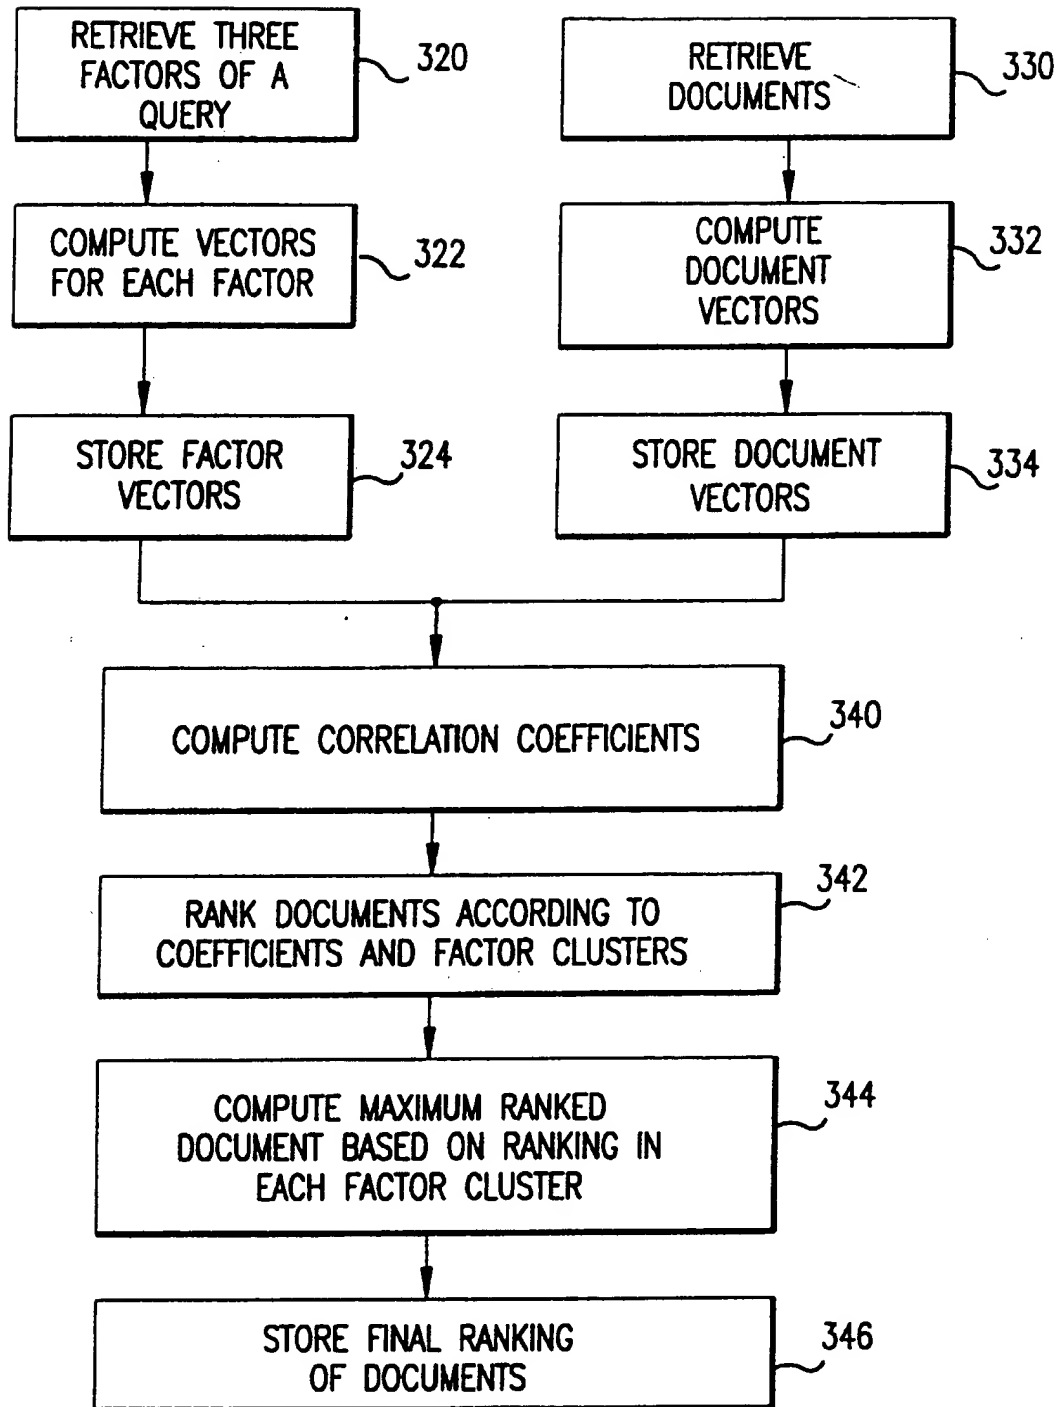 RETRIEVE THREE
FACTORS OF A
QUERY
320
COMPUTE VECTORS
FOR EACH FACTOR
322
STORE FACTOR
VECTORS
324
RETRIEVE
DOCUMENTS
330
COMPUTE
DOCUMENT
VECTORS
332
STORE DOCUMENT
VECTORS
334
COMPUTE CORRELATION COEFFICIENTS
340
RANK DOCUMENTS ACCORDING TO
COEFFICIENTS AND FACTOR CLUSTERS
342
COMPUTE MAXIMUM RANKED
DOCUMENT BASED ON RANKING IN
EACH FACTOR CLUSTER
344
STORE FINAL RANKING
OF DOCUMENTS
346